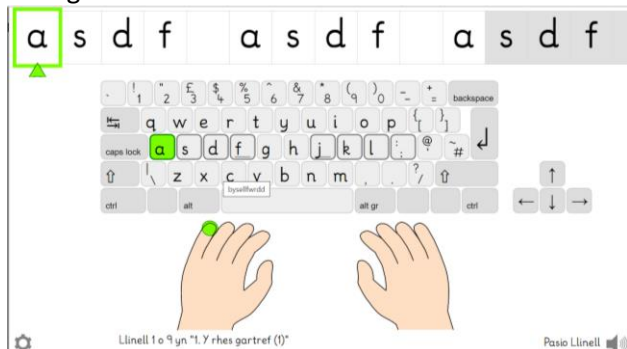 a s d f a s d f a s d f
` ! 1 " 2 £ 3 $ 4 % 5 ^ 6 & 7 * 8 ( 9 ) 0 _ - + = backspace
q w e r t y u i o p { [ } ]
caps lock a s d f g h j k l : ; @ ' ~ #
| \ z x c v b n m , . ? /
bysellfwrdd
ctrl alt alt gr ctrl
Llinell 1 o 9 yn "1. Y rhes gartref (1)"
Pasio Llinell